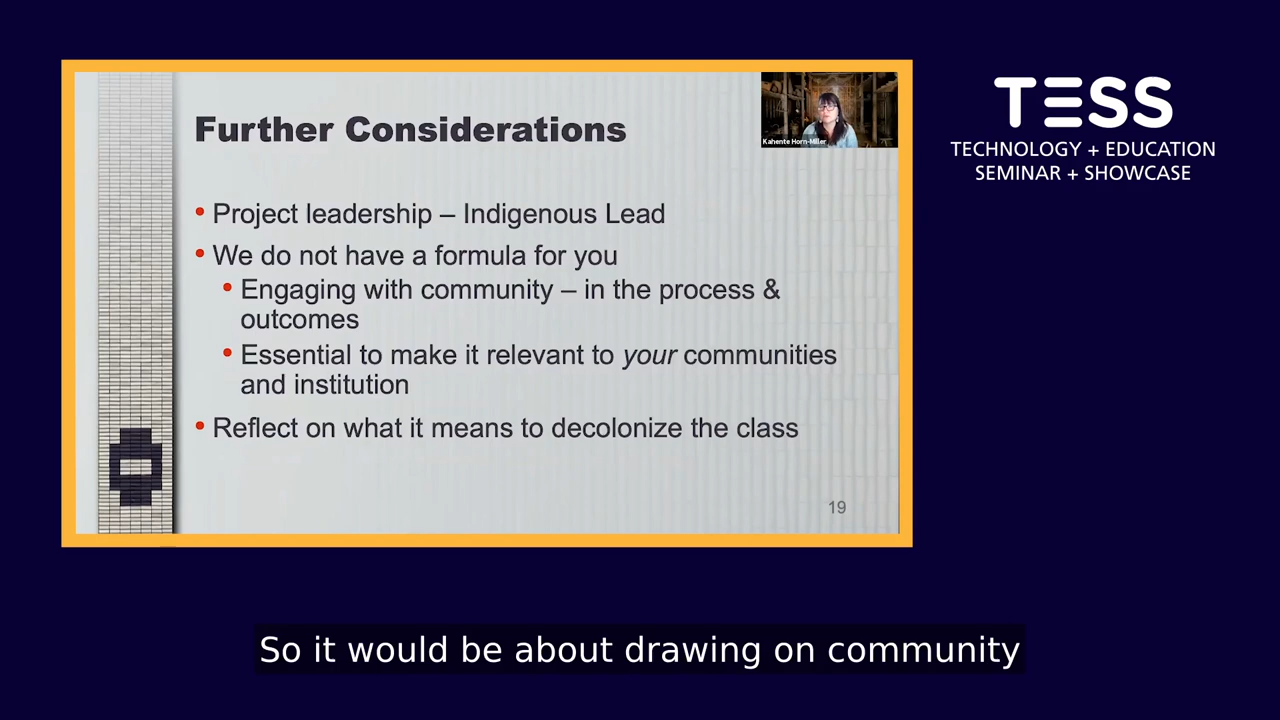 Further Considerations
Kahente Horn-Miller
• Project leadership – Indigenous Lead
• We do not have a formula for you
• Engaging with community – in the process &
outcomes
• Essential to make it relevant to your communities
and institution
• Reflect on what it means to decolonize the class
19
TESS
TECHNOLOGY + EDUCATION
SEMINAR + SHOWCASE
So it would be about drawing on community